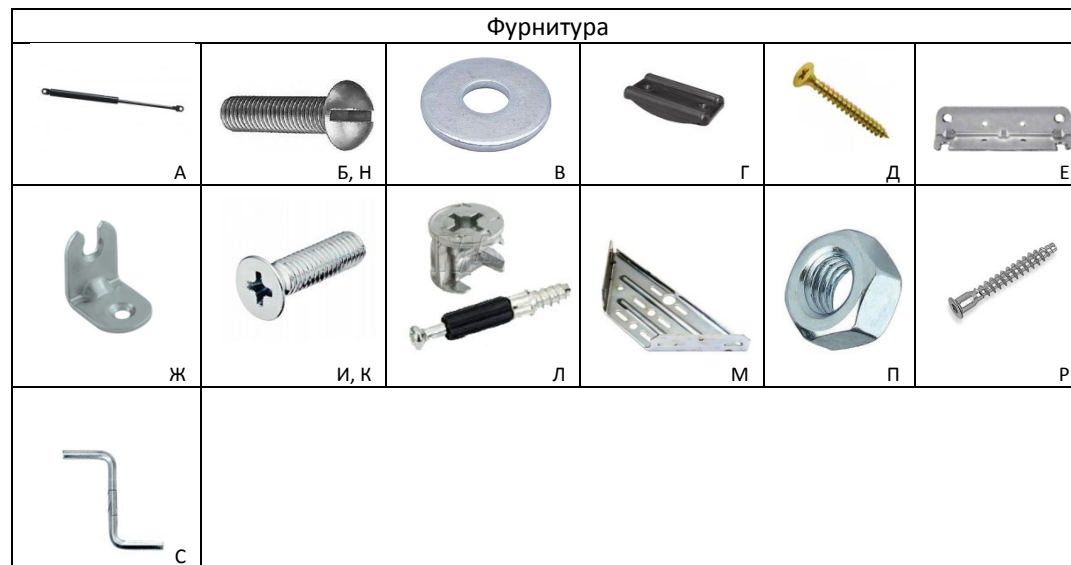 Фурнитура
А
Б, Н
В
Г
Д
Е
Ж
И, К
Л
М
П
Р
С